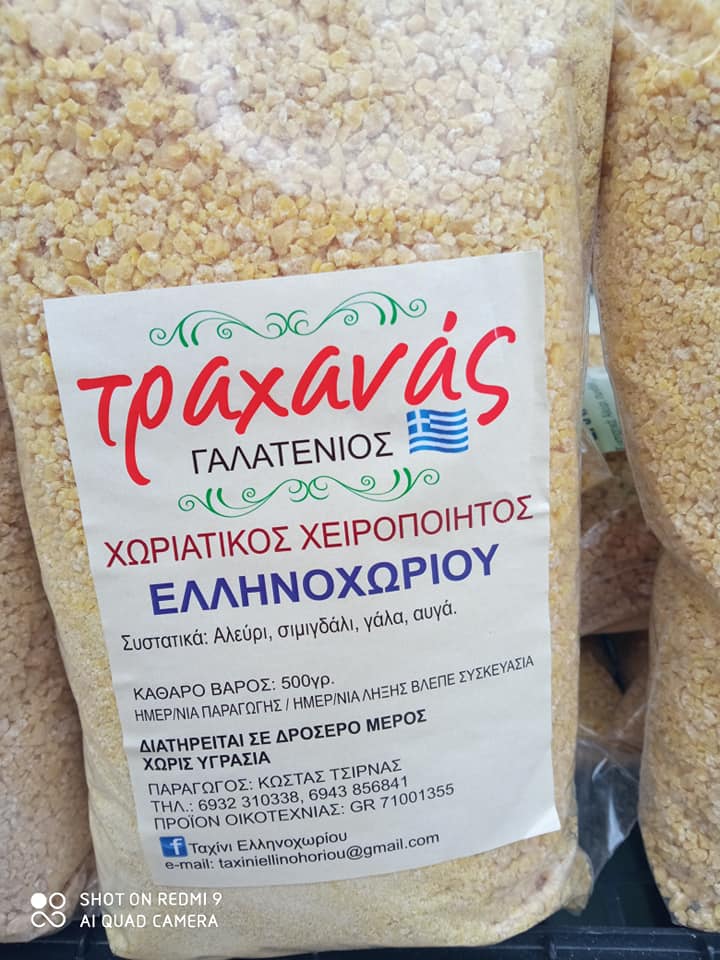 τραχανάς
ΓΑΛΑΤΕΝΙΟΣ
ΧΩΡΙΑΤΙΚΟΣ ΧΕΙΡΟΠΟΙΗΤΟΣ
ΕΛΛΗΝΟΧΩΡΙΟΥ
Συστατικά: Αλεύρι, σιμιγδάλι, γάλα, αυγά.
ΚΑΘΑΡΟ ΒΑΡΟΣ: 500γρ.
ΗΜΕΡ/ΝΙΑ ΠΑΡΑΓΩΓΗΣ / ΗΜΕΡ/ΝΙΑ ΛΗΞΗΣ ΒΛΕΠΕ ΣΥΣΚΕΥΑΣΙΑ
ΔΙΑΤΗΡΕΙΤΑΙ ΣΕ ΔΡΟΣΕΡΟ ΜΕΡΟΣ
ΧΩΡΙΣ ΥΓΡΑΣΙΑ
ΠΑΡΑΓΩΓΟΣ: ΚΩΣΤΑΣ ΤΣΙΡΝΑΣ
ΤΗΛ.: 6932 310338, 6943 856841
ΠΡΟΪΟΝ ΟΙΚΟΤΕΧΝΙΑΣ: GR 71001355
f Ταχίνι Ελληνοχωρίου
e-mail: taxiniellinohoriou@gmail.com
SHOT ON REDMI 9
AI QUAD CAMERA